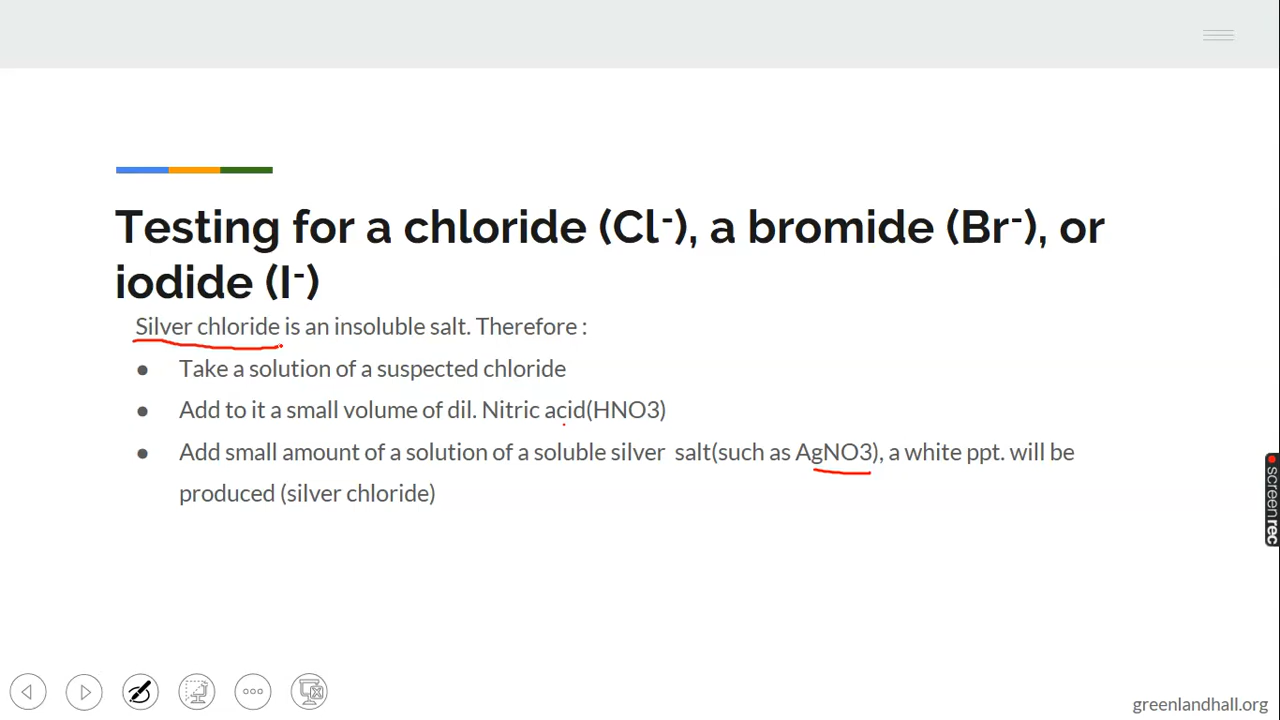 Testing for a chloride (Cl⁻), a bromide (Br⁻), or
iodide (I⁻)
Silver chloride is an insoluble salt. Therefore :
● Take a solution of a suspected chloride
● Add to it a small volume of dil. Nitric acid(HNO3)
● Add small amount of a solution of a soluble silver salt(such as AgNO3), a white ppt. will be
produced (silver chloride)
screenrec
greenlandhall.org